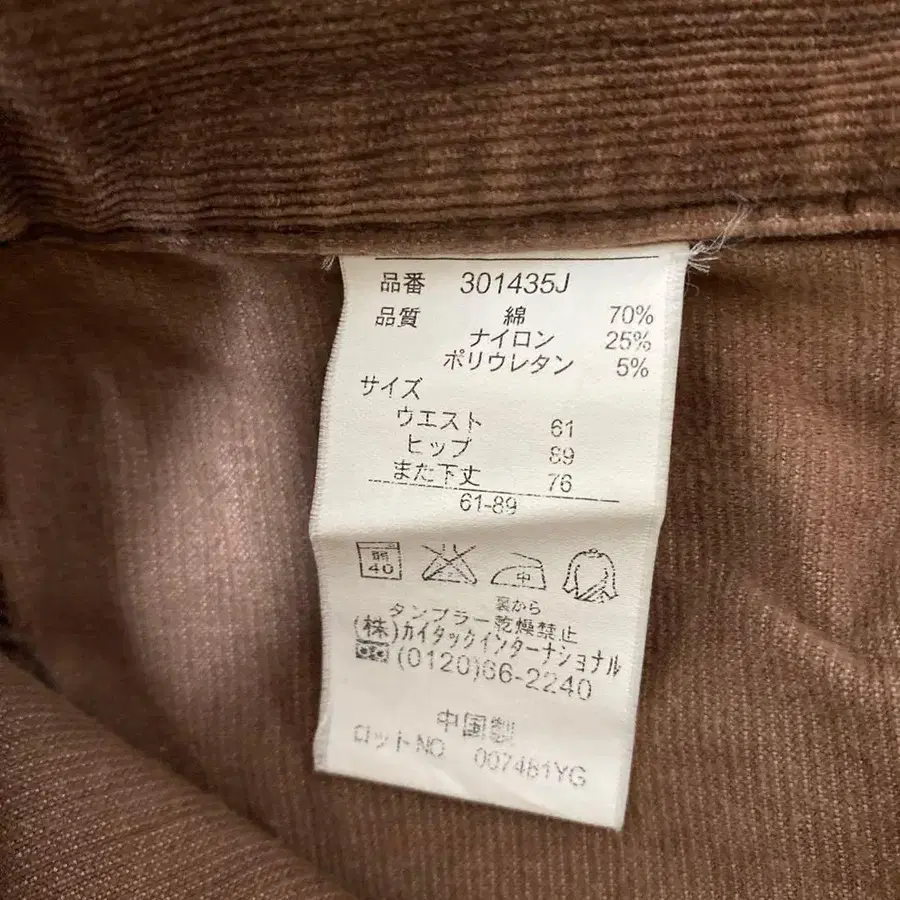 品番 301435J
品質 綿 70%
ナイロン 25%
ポリウレタン 5%
サイズ
ウエスト 61
ヒップ 89
また下丈 76
61-89
弱 40
中
裏から
タンブラー乾燥禁止
(株)カイタックインターナショナル
(0120)66-2240
中国製
ロットNO 007481YG